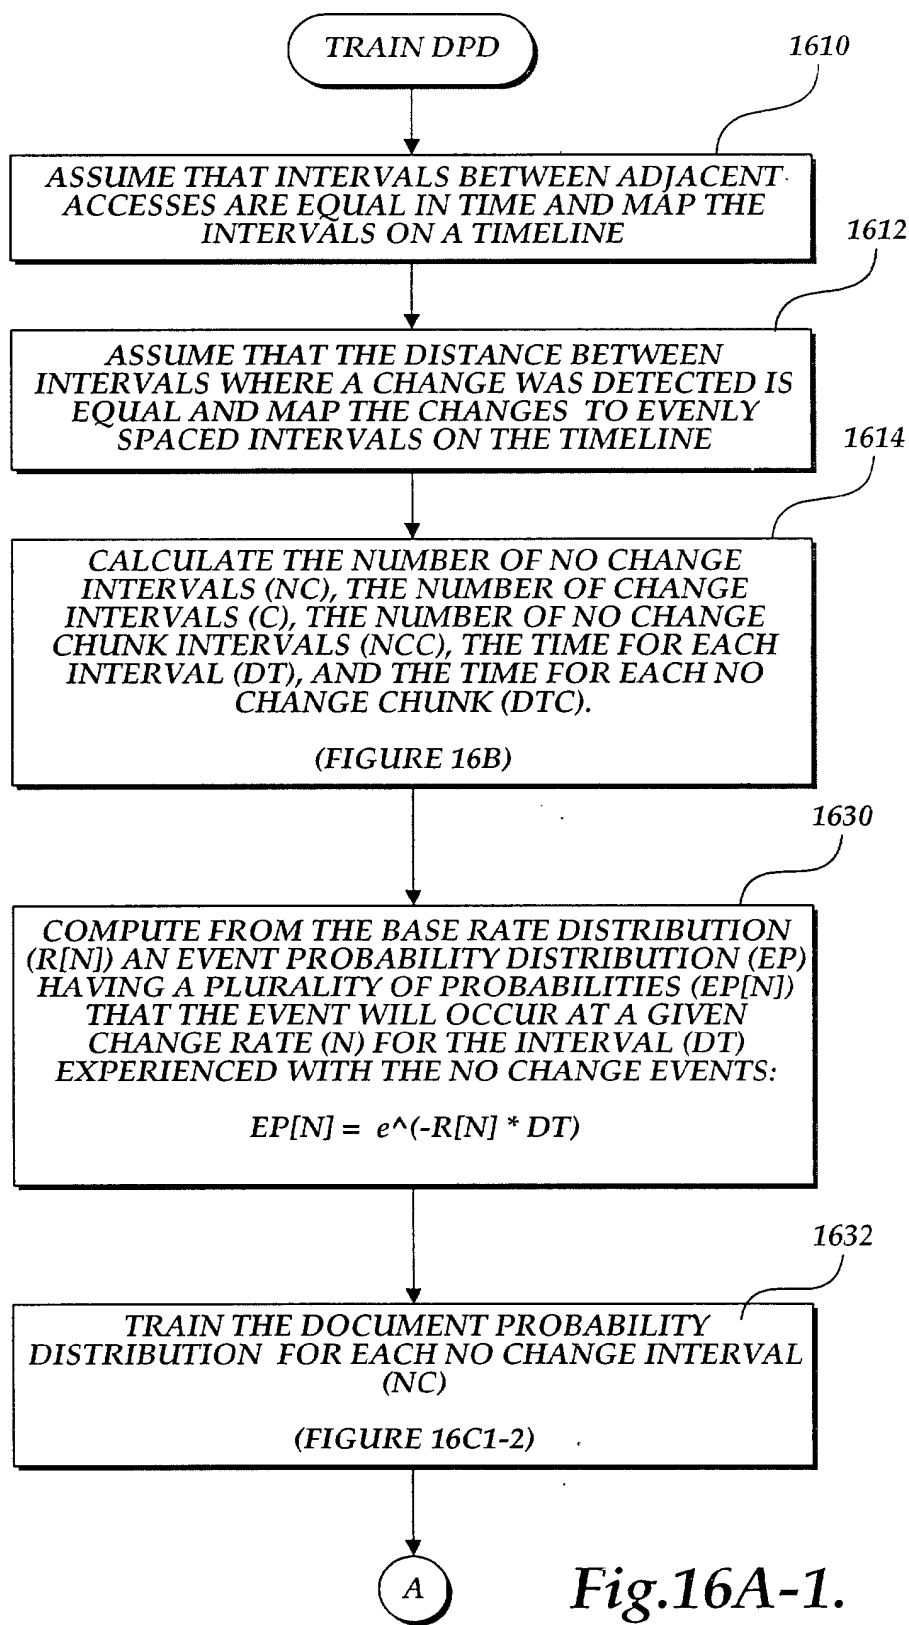 TRAIN DPD
1610
ASSUME THAT INTERVALS BETWEEN ADJACENT
ACCESSES ARE EQUAL IN TIME AND MAP THE
INTERVALS ON A TIMELINE
1612
ASSUME THAT THE DISTANCE BETWEEN
INTERVALS WHERE A CHANGE WAS DETECTED IS
EQUAL AND MAP THE CHANGES TO EVENLY
SPACED INTERVALS ON THE TIMELINE
1614
CALCULATE THE NUMBER OF NO CHANGE
INTERVALS (NC), THE NUMBER OF CHANGE
INTERVALS (C), THE NUMBER OF NO CHANGE
CHUNK INTERVALS (NCC), THE TIME FOR EACH
INTERVAL (DT), AND THE TIME FOR EACH NO
CHANGE CHUNK (DTC).
(FIGURE 16B)
1630
COMPUTE FROM THE BASE RATE DISTRIBUTION
(R[N]) AN EVENT PROBABILITY DISTRIBUTION (EP)
HAVING A PLURALITY OF PROBABILITIES (EP[N])
THAT THE EVENT WILL OCCUR AT A GIVEN
CHANGE RATE (N) FOR THE INTERVAL (DT)
EXPERIENCED WITH THE NO CHANGE EVENTS:
EP[N] = e^(-R[N] * DT)
1632
TRAIN THE DOCUMENT PROBABILITY
DISTRIBUTION FOR EACH NO CHANGE INTERVAL
(NC)
(FIGURE 16C1-2)
A
Fig.16A-1.